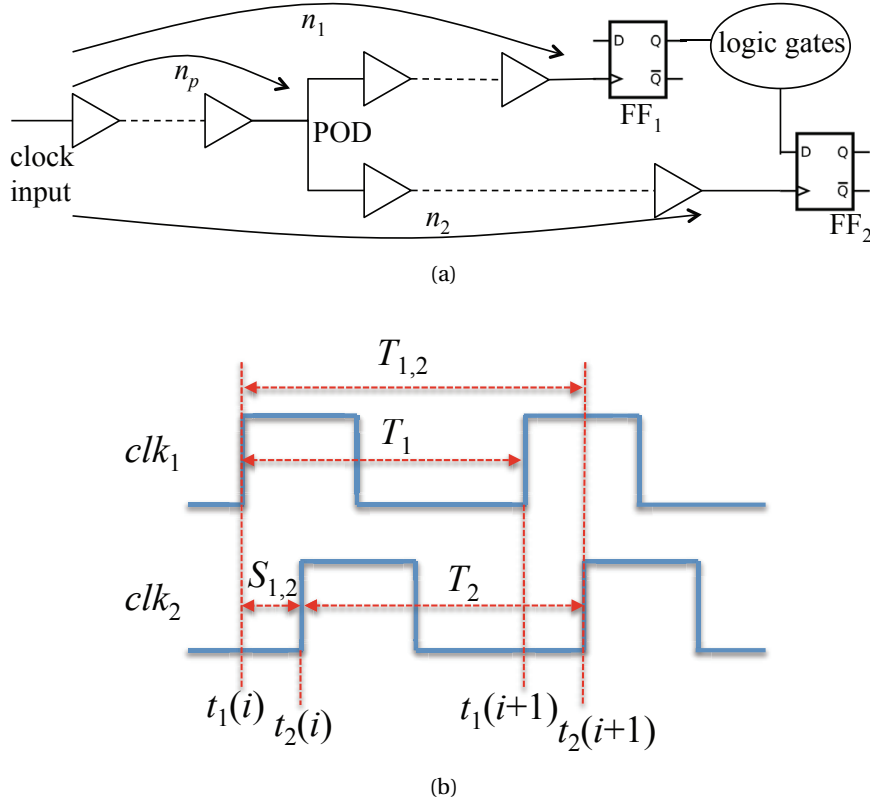 n1
np
D Q
Q̅
FF1
logic gates
clock
input
POD
D Q
Q̅
FF2
n2
(a)
T1,2
clk1
T1
clk2
S1,2
T2
t1(i)
t2(i)
t1(i+1)
t2(i+1)
(b)